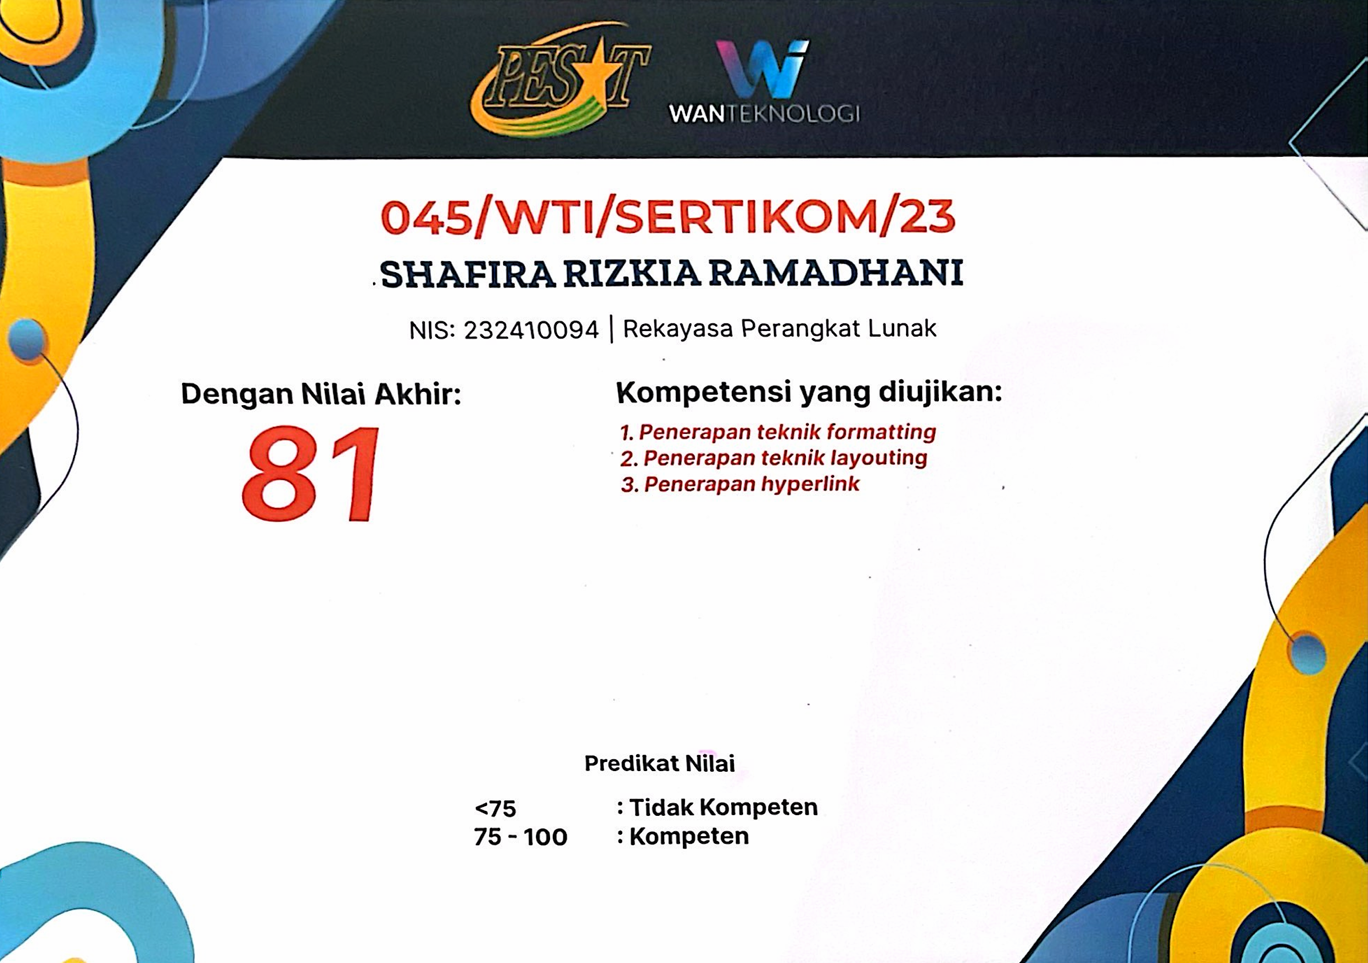 PESAT
Wi
WANTEKNOLOGI
045/WTI/SERTIKOM/23
SHAFIRA RIZKIA RAMADHANI
NIS: 232410094 | Rekayasa Perangkat Lunak
Dengan Nilai Akhir:
81
Kompetensi yang diujikan:
1. Penerapan teknik formatting
2. Penerapan teknik layouting
3. Penerapan hyperlink
Predikat Nilai
<75 : Tidak Kompeten
75 - 100 : Kompeten